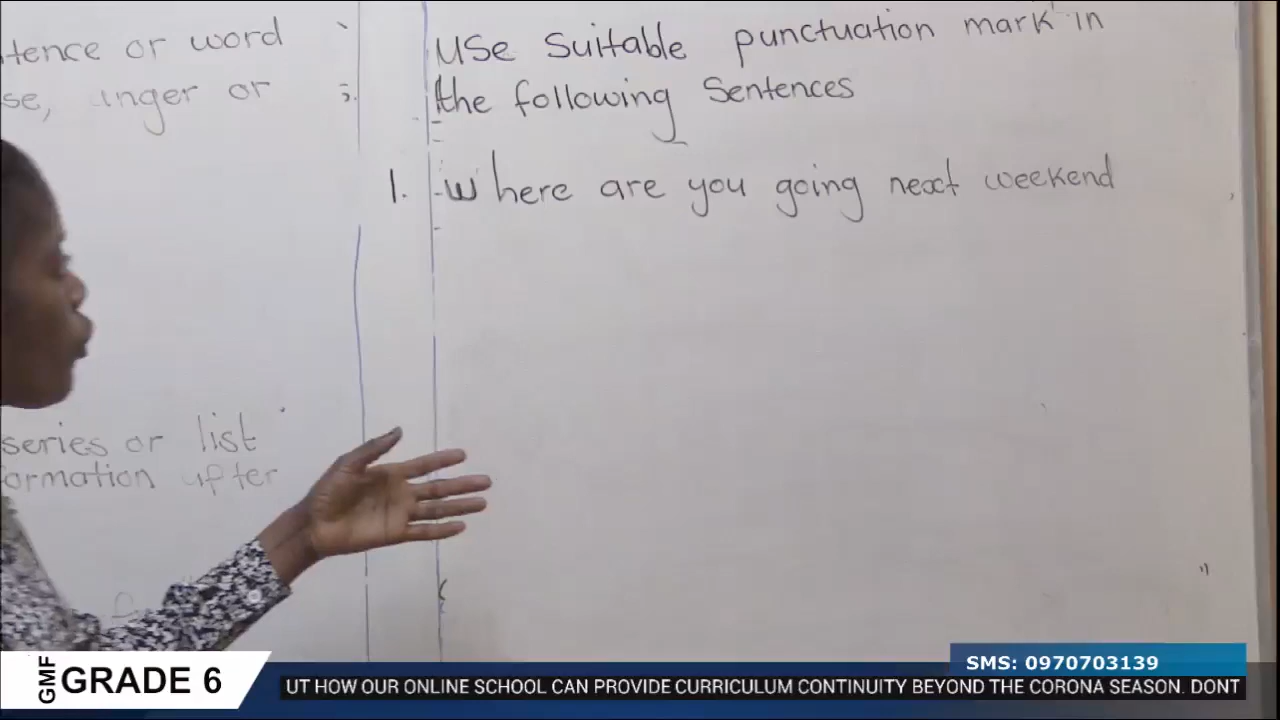 tence or word
se, anger or
series or list
ormation after
Use suitable punctuation mark in
the following Sentences
1. Where are you going next weekend
SMS: 0970703139
GMF GRADE 6
UT HOW OUR ONLINE SCHOOL CAN PROVIDE CURRICULUM CONTINUITY BEYOND THE CORONA SEASON. DONT